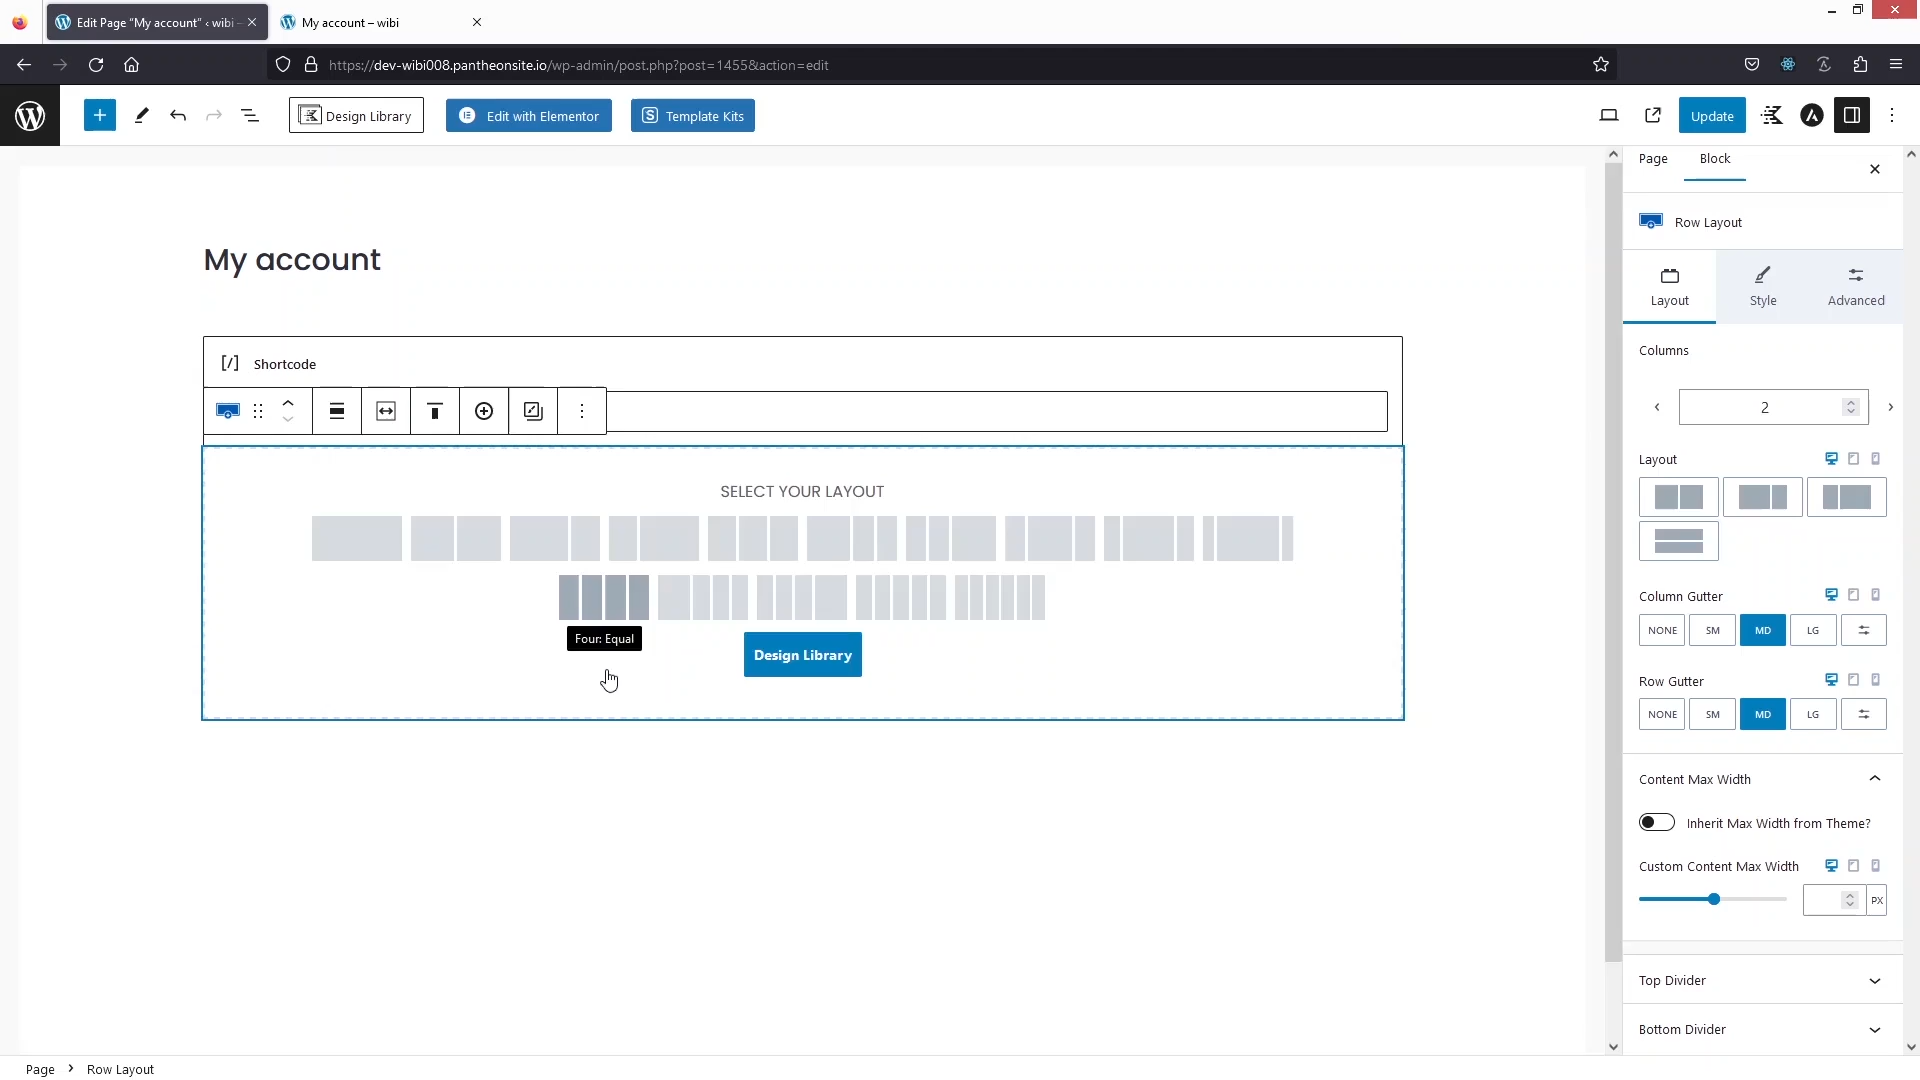 Edit Page “My account” ‹ wibi –
My account – wibi
https://dev-wibi008.pantheonsite.io/wp-admin/post.php?post=1455&action=edit
Design Library
Edit with Elementor
Template Kits
Update
Page
Block
Row Layout
My account
Layout
Style
Advanced
Shortcode
Columns
2
Layout
SELECT YOUR LAYOUT
Four: Equal
Design Library
Column Gutter
NONE
SM
MD
LG
Row Gutter
NONE
SM
MD
LG
Content Max Width
Inherit Max Width from Theme?
Custom Content Max Width
PX
Top Divider
Bottom Divider
Page
Row Layout